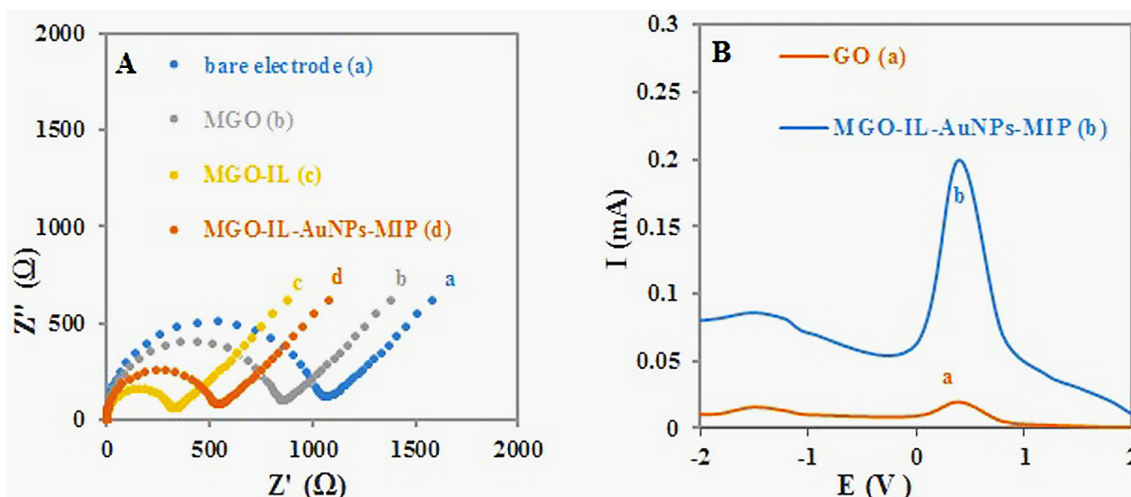 A
2000
1500
1000
500
0
Z'' (Ω)
bare electrode (a)
MGO (b)
MGO-IL (c)
MGO-IL-AuNPs-MIP (d)
c
d
b
a
0
500
1000
1500
2000
Z' (Ω)
B
0.3
0.25
0.2
0.15
0.1
0.05
0
I (mA)
GO (a)
MGO-IL-AuNPs-MIP (b)
b
a
-2
-1
0
1
2
E (V)